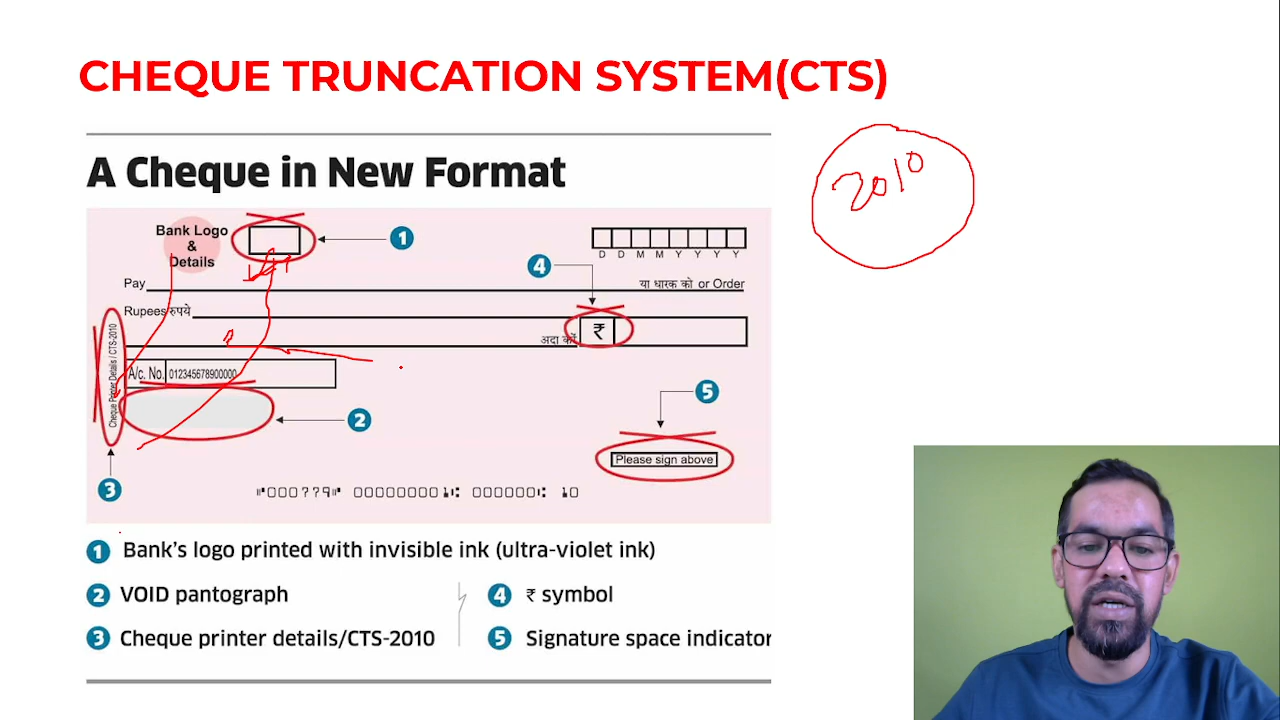 CHEQUE TRUNCATION SYSTEM(CTS)
A Cheque in New Format
2010
Bank Logo
&
Details
1
D D M M Y Y Y Y
4
Pay
या धारक को or Order
Rupees रुपये
अदा करें
₹
Cheque Printer Details / CTS-2010
A/c. No. 012345678900000
5
2
Please sign above
3
⑈000779⑈ 000000001⑆ 000000⑆ 10
1 Bank's logo printed with invisible ink (ultra-violet ink)
2 VOID pantograph
4 ₹ symbol
3 Cheque printer details/CTS-2010
5 Signature space indicator